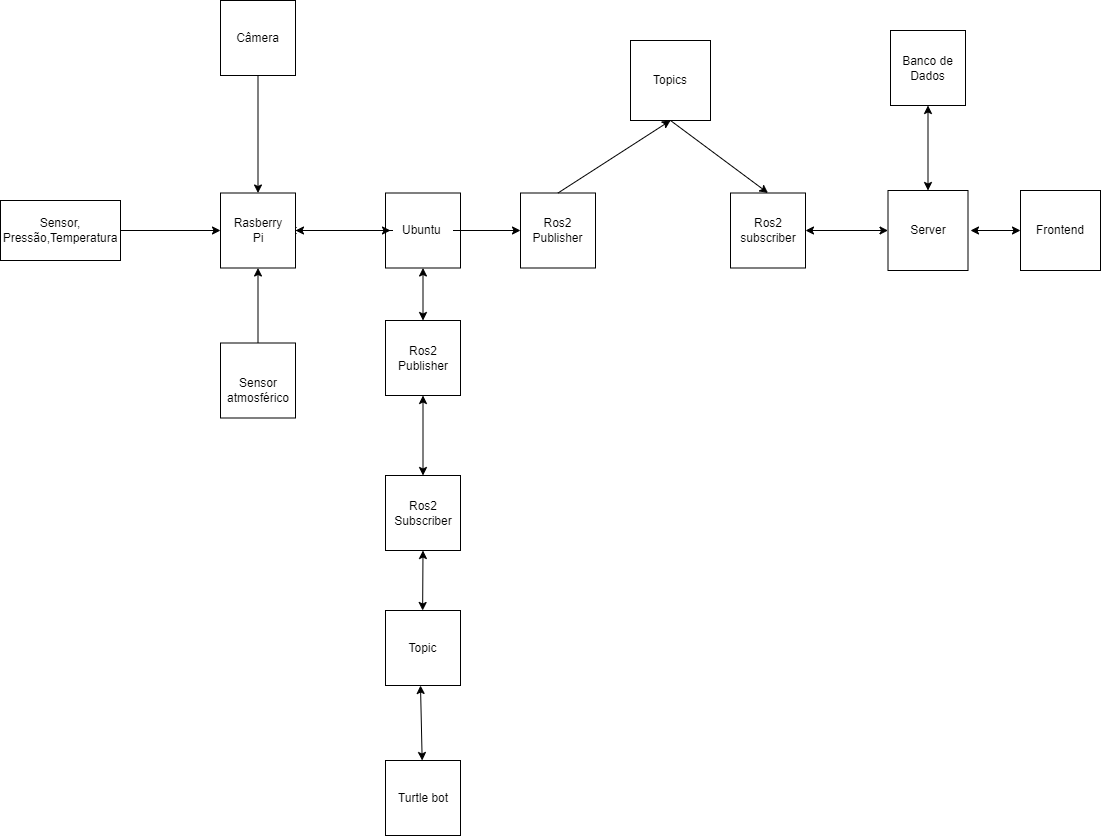 Câmera
Topics
Banco de
Dados
Sensor,
Pressão,Temperatura
Rasberry
Pi
Ubuntu
Ros2
Publisher
Ros2
subscriber
Server
Frontend
Sensor
atmosférico
Ros2
Publisher
Ros2
Subscriber
Topic
Turtle bot